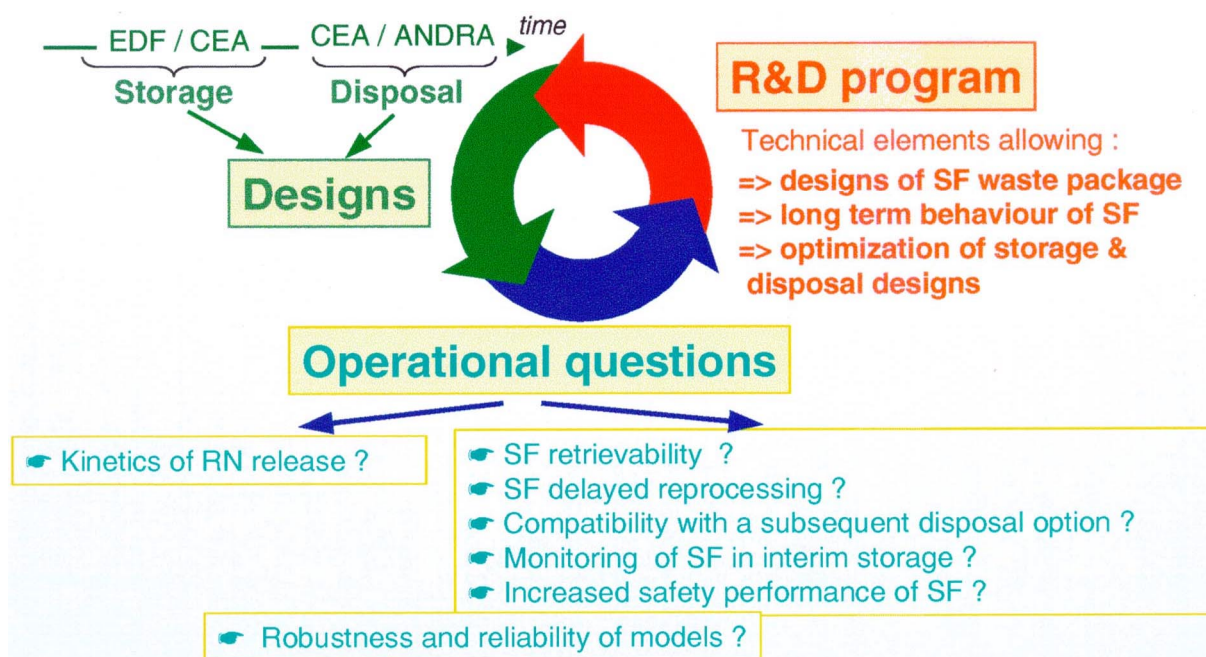 EDF / CEA CEA / ANDRA time
Storage Disposal
Designs
R&D program
Technical elements allowing :
=> designs of SF waste package
=> long term behaviour of SF
=> optimization of storage &
disposal designs
Operational questions
☛ Kinetics of RN release ?
☛ SF retrievability ?
☛ SF delayed reprocessing ?
☛ Compatibility with a subsequent disposal option ?
☛ Monitoring of SF in interim storage ?
☛ Increased safety performance of SF ?
☛ Robustness and reliability of models ?